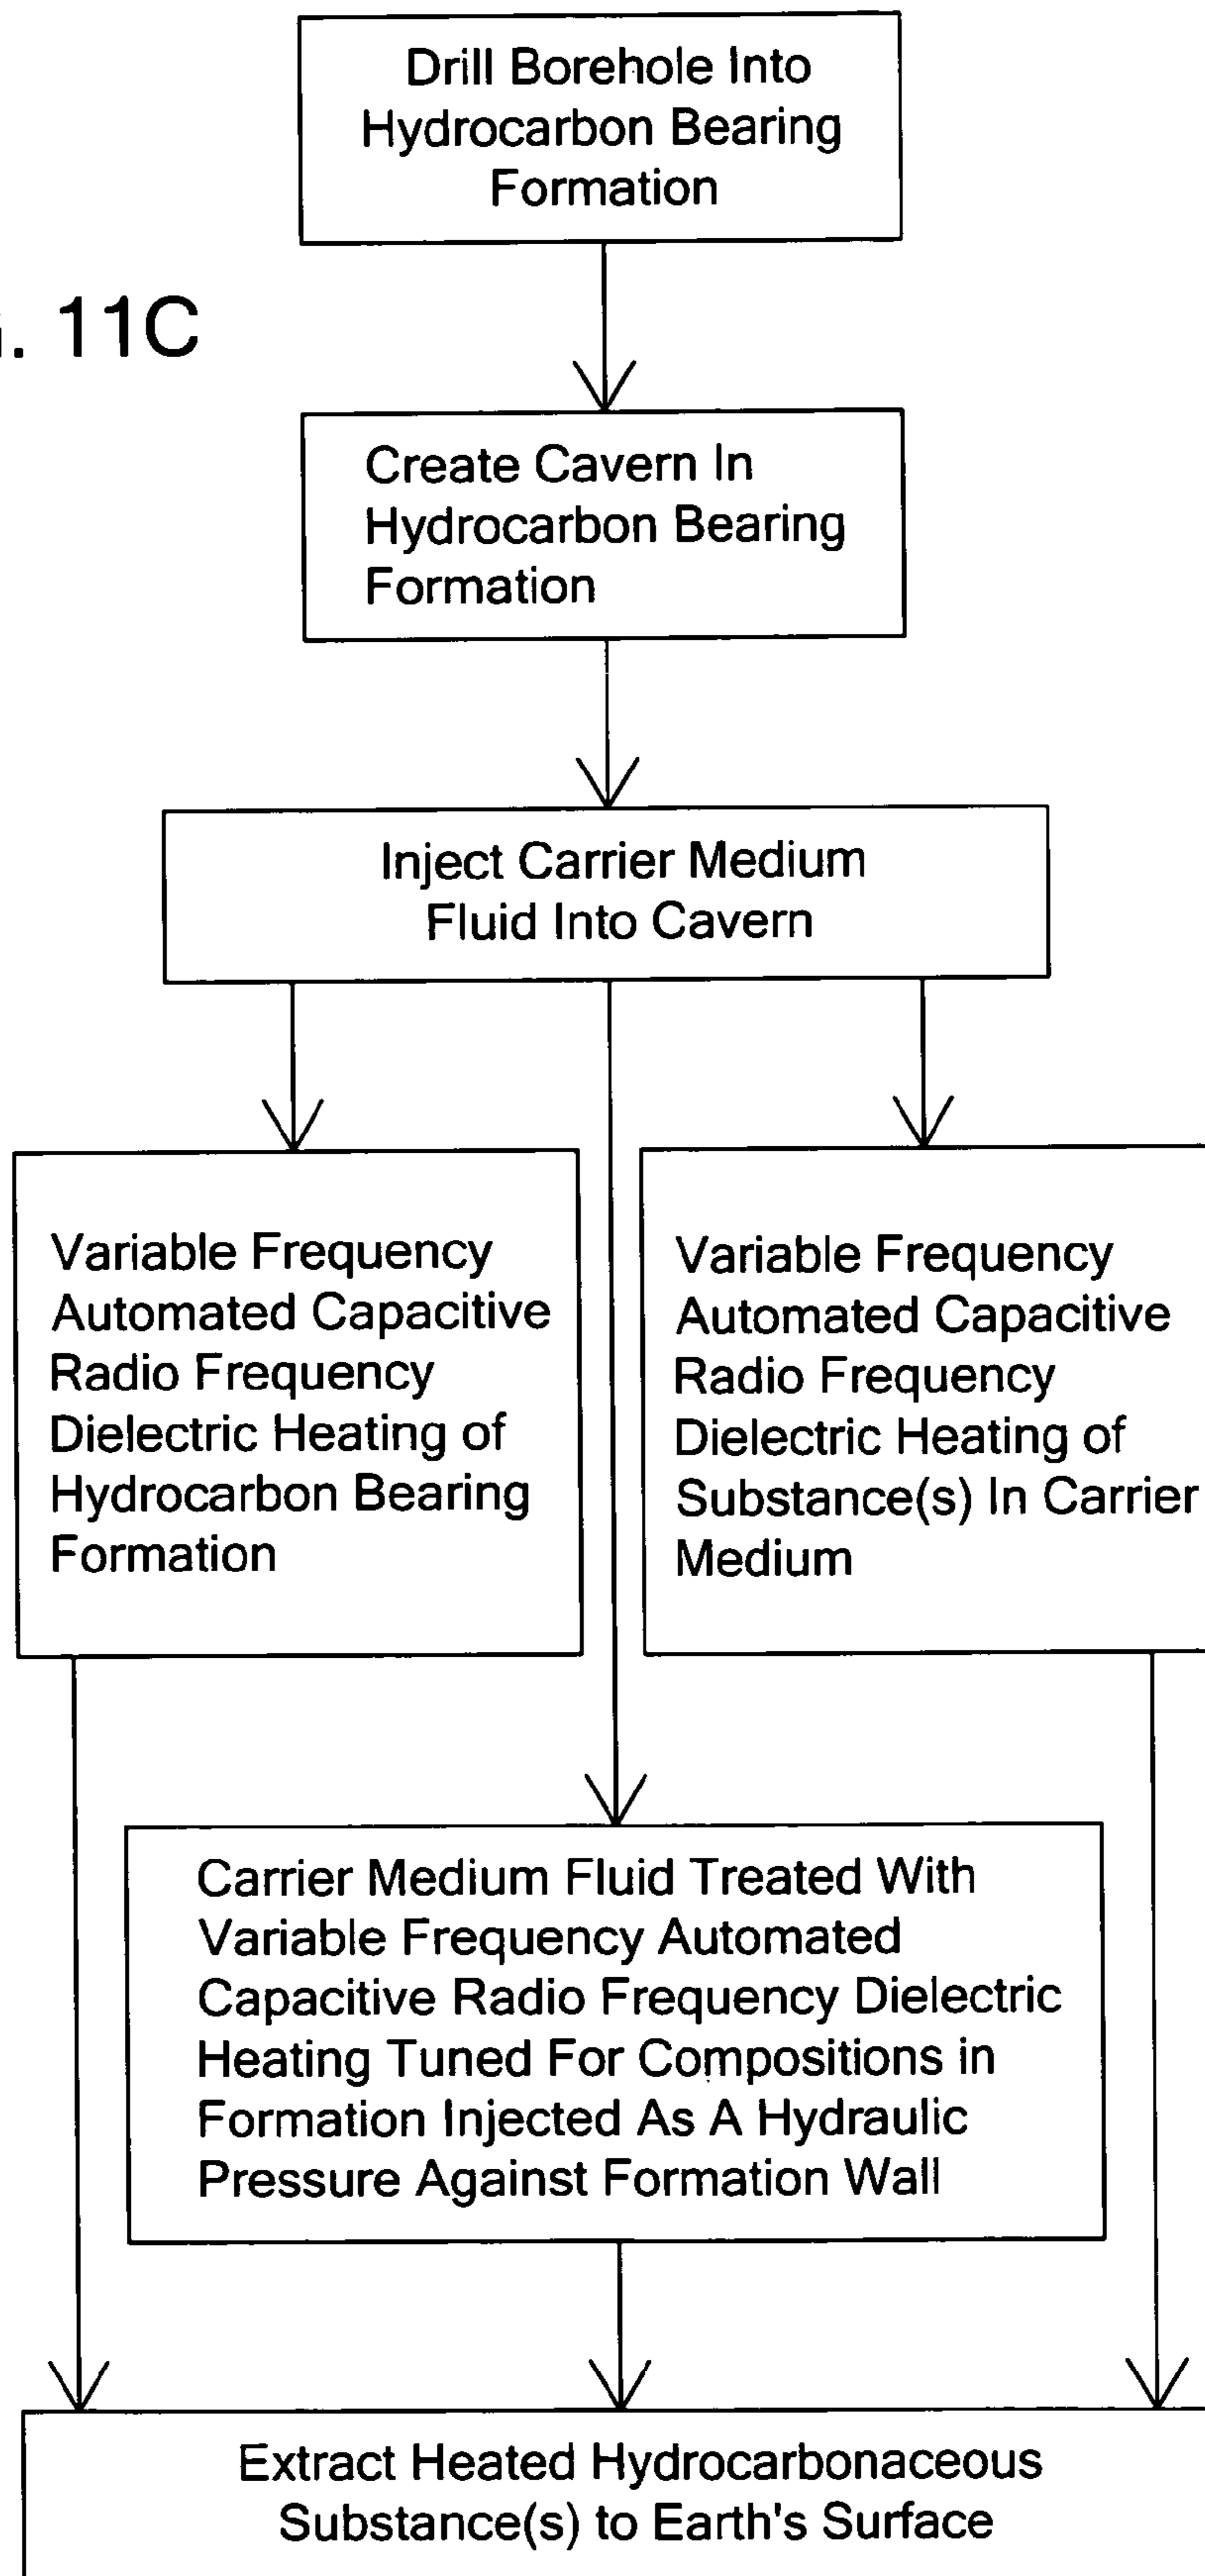 Drill Borehole Into
Hydrocarbon Bearing
Formation
. 11C
Create Cavern In
Hydrocarbon Bearing
Formation
Inject Carrier Medium
Fluid Into Cavern
Variable Frequency
Automated Capacitive
Radio Frequency
Dielectric Heating of
Hydrocarbon Bearing
Formation
Variable Frequency
Automated Capacitive
Radio Frequency
Dielectric Heating of
Substance(s) In Carrier
Medium
Carrier Medium Fluid Treated With
Variable Frequency Automated
Capacitive Radio Frequency Dielectric
Heating Tuned For Compositions in
Formation Injected As A Hydraulic
Pressure Against Formation Wall
Extract Heated Hydrocarbonaceous
Substance(s) to Earth's Surface